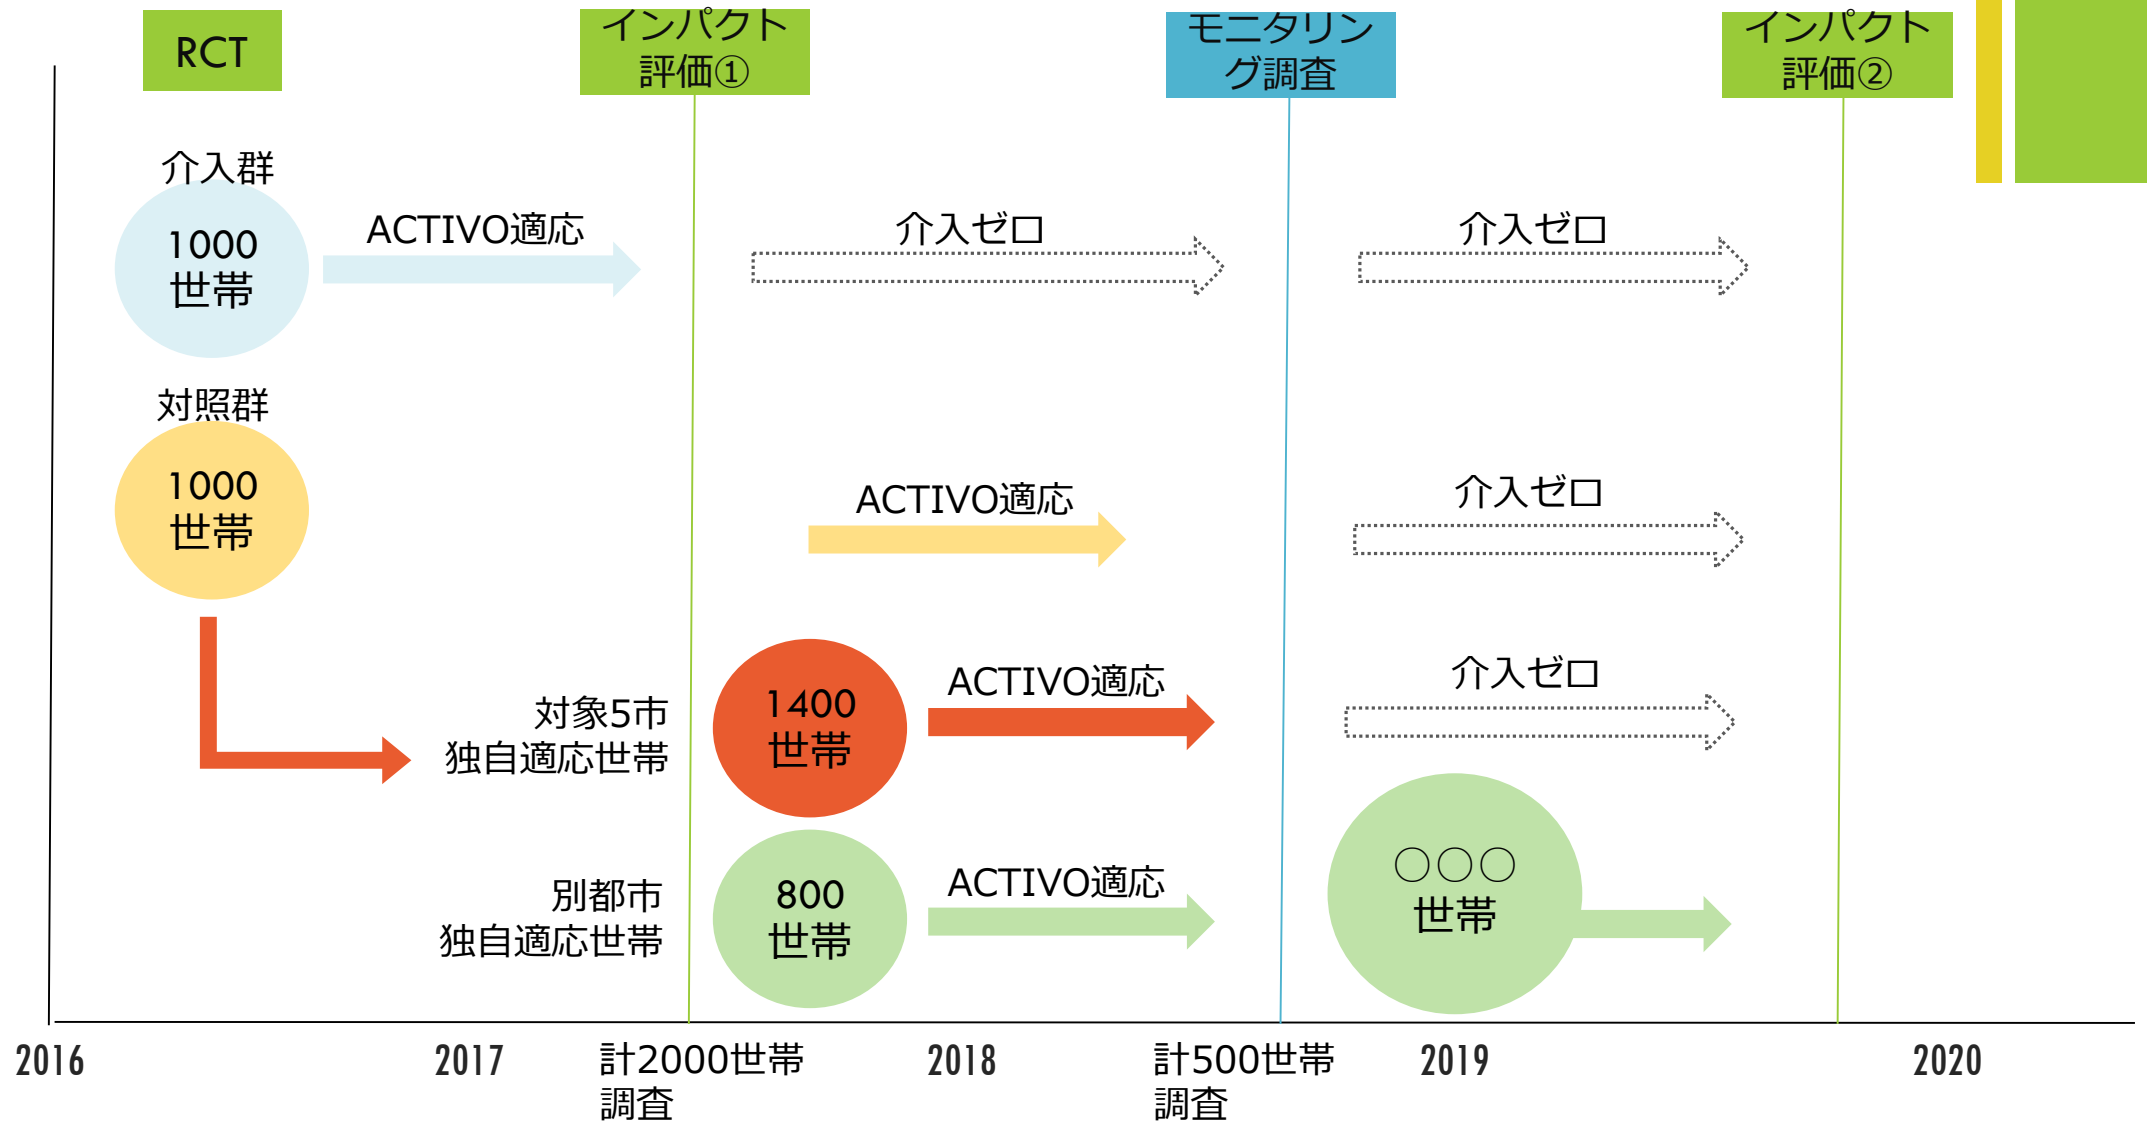 RCT
インパクト
評価①
モニタリン
グ調査
インパクト
評価②
介入群
1000
世帯
ACTIVO適応
介入ゼロ
介入ゼロ
対照群
1000
世帯
ACTIVO適応
介入ゼロ
対象5市
独自適応世帯
1400
世帯
ACTIVO適応
介入ゼロ
別都市
独自適応世帯
800
世帯
ACTIVO適応
○○○
世帯
2016
2017
計2000世帯
調査
2018
計500世帯
調査
2019
2020